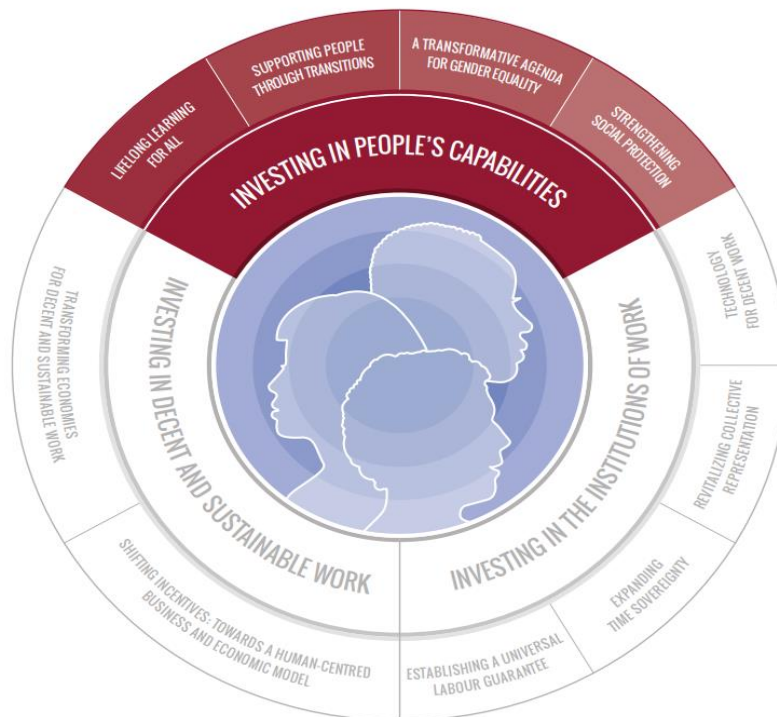 LIFELONG LEARNING
FOR ALL
SUPPORTING PEOPLE
THROUGH TRANSITIONS
A TRANSFORMATIVE AGENDA
FOR GENDER EQUALITY
STRENGTHENING
SOCIAL PROTECTION
INVESTING IN PEOPLE'S CAPABILITIES
TECHNOLOGY
FOR DECENT WORK
REVITALIZING COLLECTIVE
REPRESENTATION
EXPANDING
TIME SOVEREIGNTY
ESTABLISHING A UNIVERSAL
LABOUR GUARANTEE
INVESTING IN THE INSTITUTIONS OF WORK
TRANSFORMING ECONOMIES
FOR DECENT AND SUSTAINABLE WORK
SHIFTING INCENTIVES: TOWARDS A HUMAN-CENTRED
BUSINESS AND ECONOMIC MODEL
INVESTING IN DECENT AND SUSTAINABLE WORK